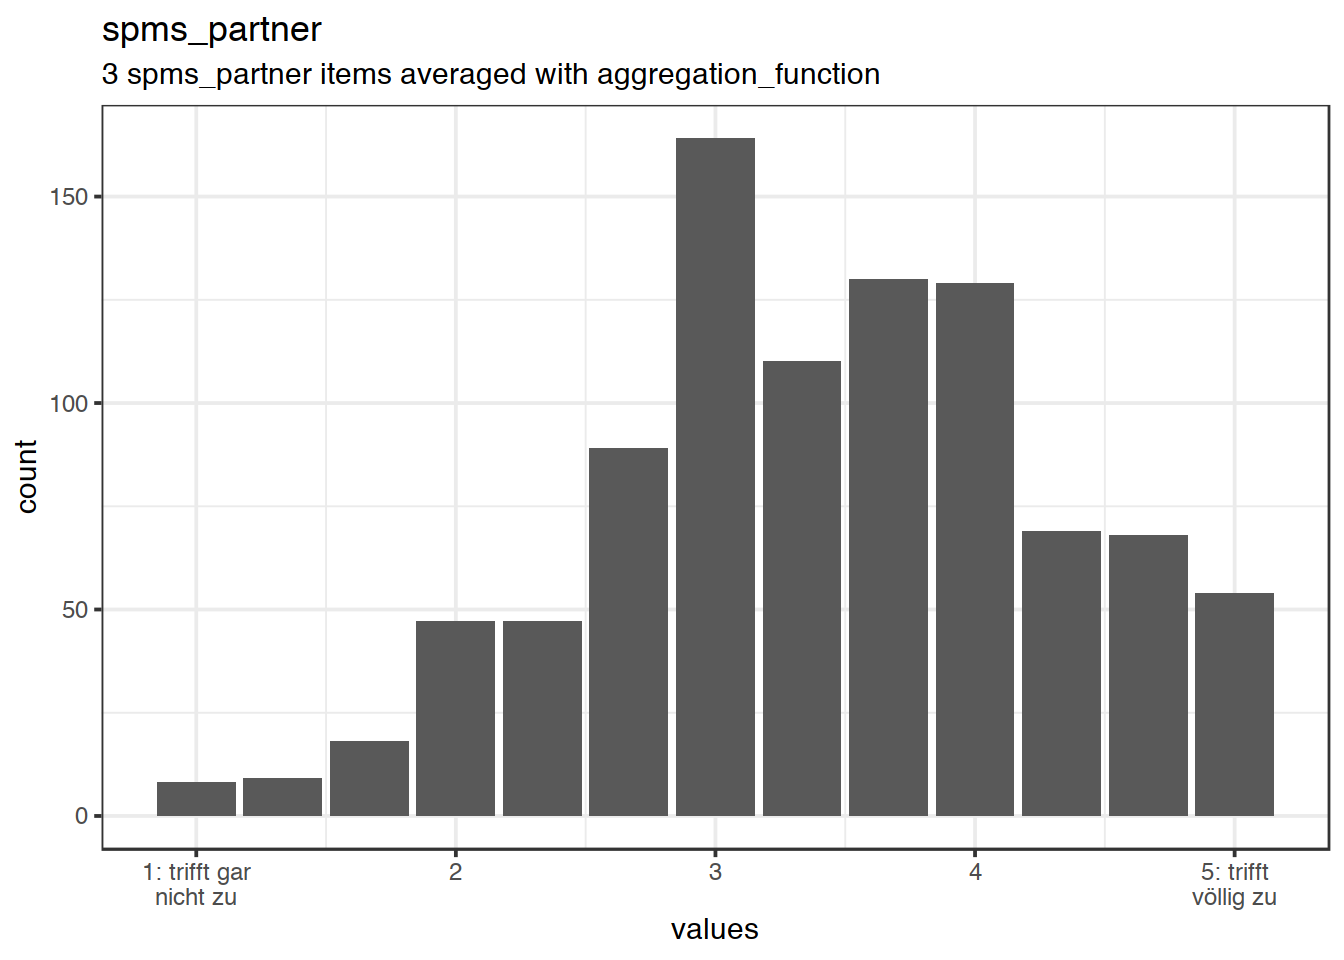 spms_partner
3 spms_partner items averaged with aggregation_function
150
100
50
0
count
1: trifft gar
nicht zu
2
3
4
5: trifft
völlig zu
values